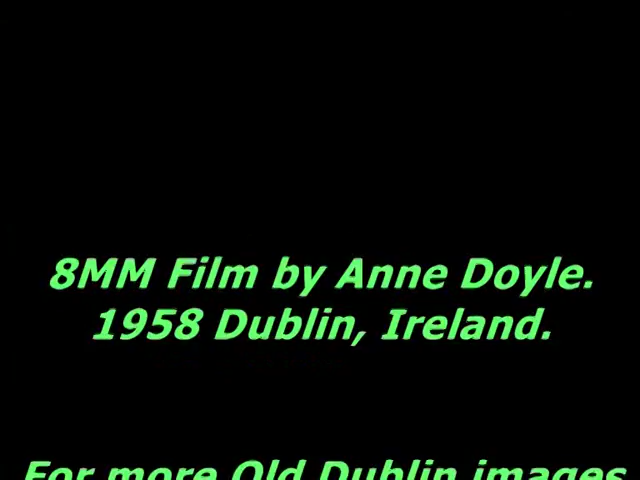 8MM Film by Anne Doyle.
1958 Dublin, Ireland.
For more Old Dublin images